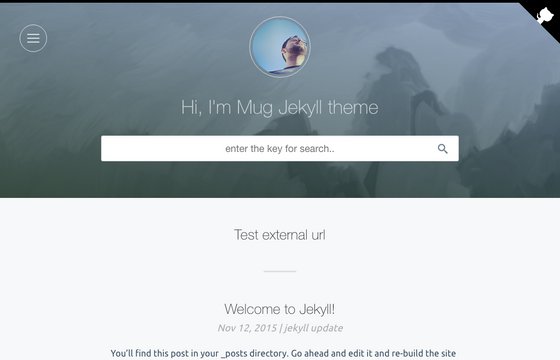 Hi, I'm Mug Jekyll theme
enter the key for search..
Test external url
Welcome to Jekyll!
Nov 12, 2015 | jekyll update
You'll find this post in your _posts directory. Go ahead and edit it and re-build the site